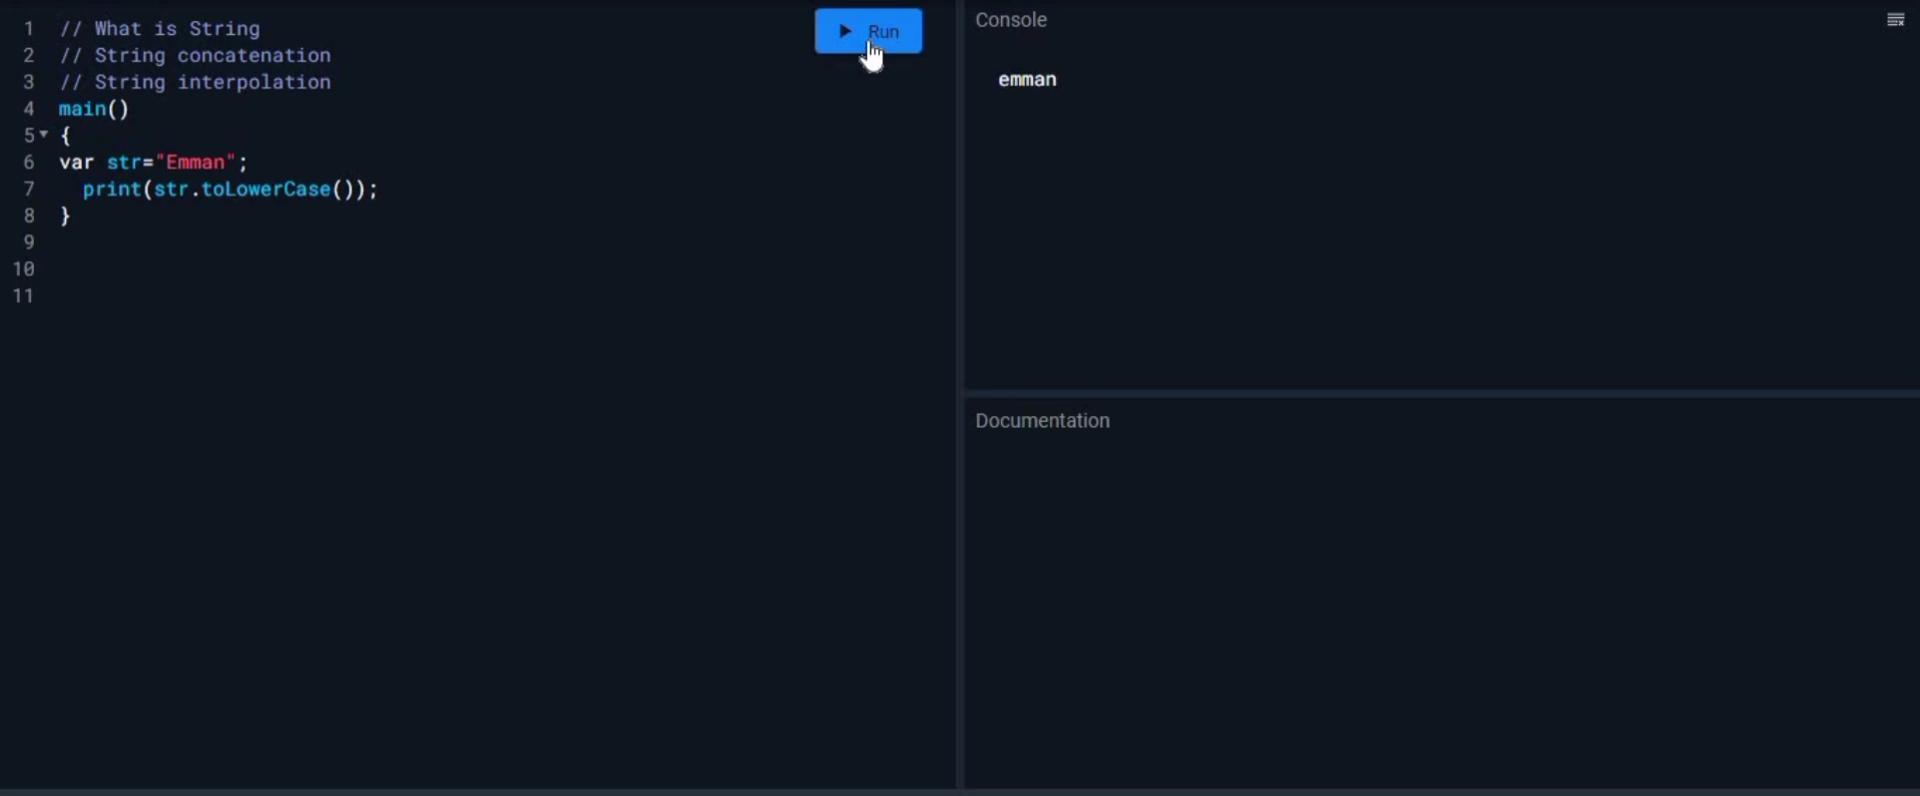 1 // What is String
2 // String concatenation
3 // String interpolation
4 main()
5 {
6 var str="Emman";
7 print(str.toLowerCase());
8 }
9
10
11
Run
Console
emman
Documentation